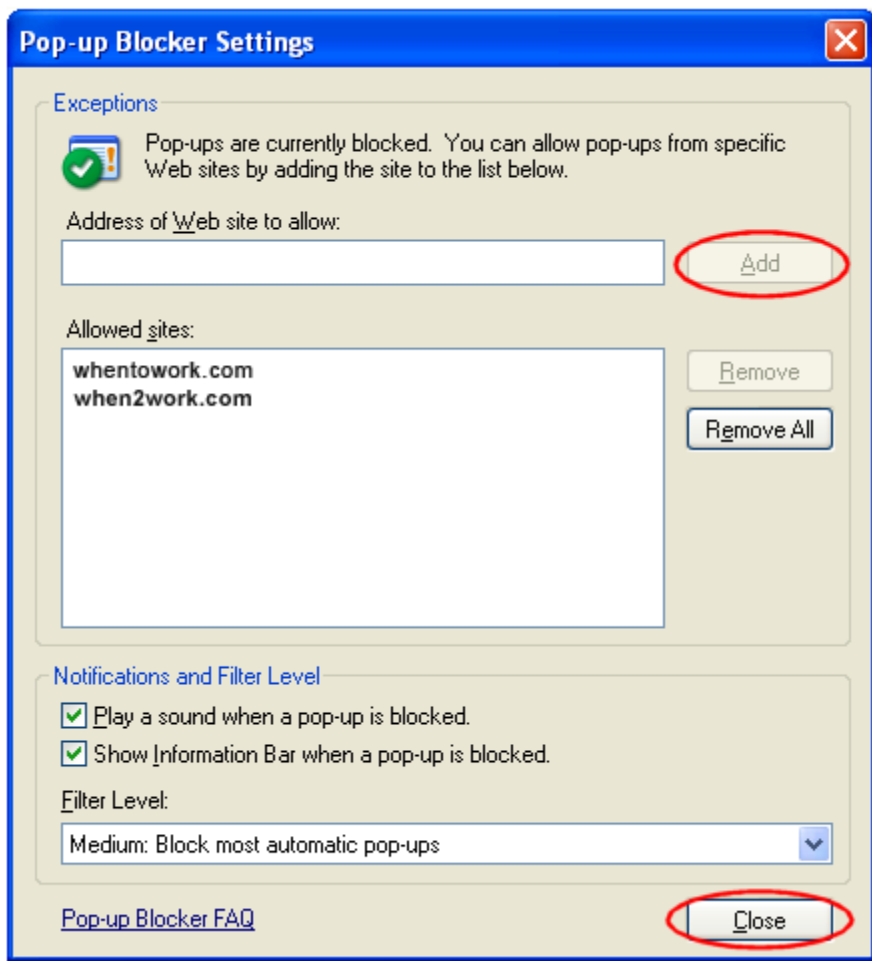 Pop-up Blocker Settings
Exceptions
Pop-ups are currently blocked. You can allow pop-ups from specific
Web sites by adding the site to the list below.
Address of Web site to allow:
Add
Allowed sites:
whentowork.com
when2work.com
Remove
Remove All
Notifications and Filter Level
Play a sound when a pop-up is blocked.
Show Information Bar when a pop-up is blocked.
Filter Level:
Medium: Block most automatic pop-ups
Pop-up Blocker FAQ
Close